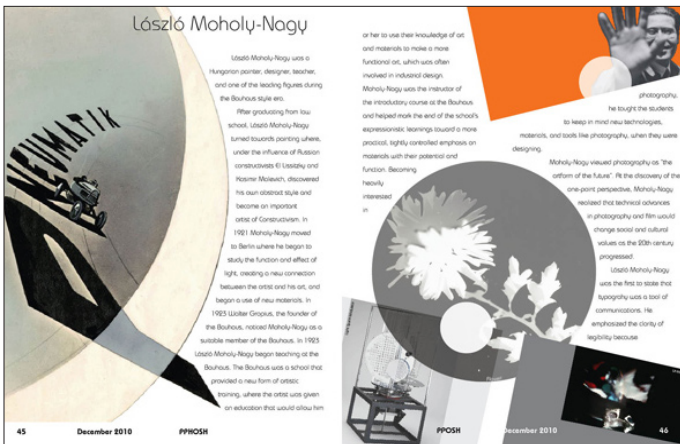 László Moholy-Nagy
PNEUMATIK
László Moholy-Nagy was a
Hungarian painter, designer, teacher,
and one of the leading figures during
the Bauhaus style era.
After graduating from law
school, László Moholy-Nagy
turned towards painting where,
under the influence of Russian
constructivists El Lissitzky and
Kasimir Malevich, discovered
his own abstract style and
became an important
artist of Constructivism. In
1921 Moholy-Nagy moved
to Berlin where he began to
study the function and effect of
light, creating a new connection
between the artist and his art, and
began a use of new materials. In
1923 Walter Gropius, the founder of
the Bauhaus, noticed Moholy-Nagy as a
suitable member of the Bauhaus. In 1923
László Moholy-Nagy began teaching at the
Bauhaus. The Bauhaus was a school that
provided a new form of artistic
training, where the artist was given
an education that would allow him
45 December 2010 PPHOSH
or her to use their knowledge of art
and materials to make a more
functional art, which was often
involved in industrial design.
Moholy-Nagy was the instructor of
the introductory course at the Bauhaus
and helped mark the end of the school's
expressionistic learnings toward a more
practical, tightly controlled emphasis on
materials with their potential and
function. Becoming
heavily
interested
in
photography,
he taught the students
to keep in mind new technologies,
materials, and tools like photography, when they were
designing.
Moholy-Nagy viewed photography as "the
artform of the future". At the discovery of the
one-point perspective, Moholy-Nagy
realized that technical advances
in photography and film would
change social and cultural
values as the 20th century
progressed.
László Moholy-Nagy
was the first to state that
typograhy was a tool of
communications. He
emphasized the clarity of
legibility because
PPOSH December 2010 46